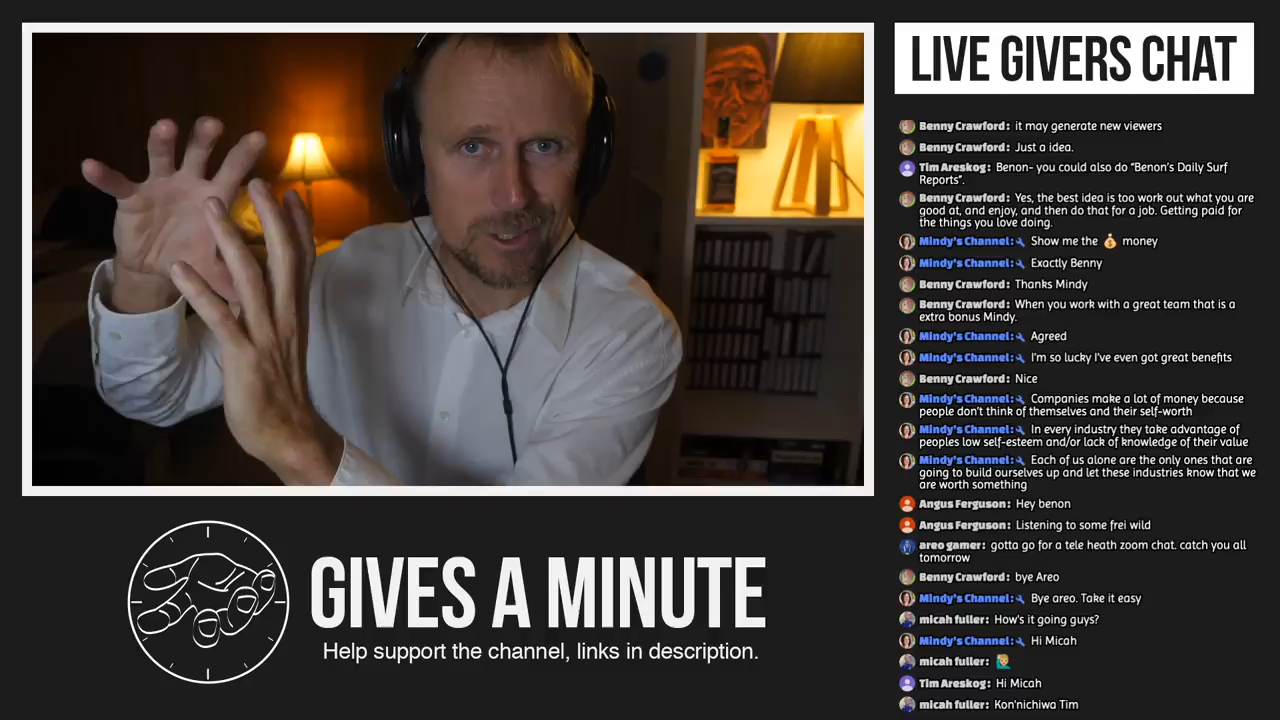 LIVE GIVERS CHAT
Benny Crawford: it may generate new viewers
Benny Crawford: Just a idea.
Tim Areskog: Benon- you could also do “Benon's Daily Surf
Reports”.
Benny Crawford: Yes, the best idea is too work out what you are
good at, and enjoy, and then do that for a job. Getting paid for
the things you love doing.
Mindy's Channel: Show me the 💰 money
Mindy's Channel: Exactly Benny
Benny Crawford: Thanks Mindy
Benny Crawford: When you work with a great team that is a
extra bonus Mindy.
Mindy's Channel: Agreed
Mindy's Channel: I'm so lucky I've even got great benefits
Benny Crawford: Nice
Mindy's Channel: Companies make a lot of money because
people don't think of themselves and their self-worth
Mindy's Channel: In every industry they take advantage of
peoples low self-esteem and/or lack of knowledge of their value
Mindy's Channel: Each of us alone are the only ones that are
going to build ourselves up and let these industries know that we
are worth something
Angus Ferguson: Hey benon
Angus Ferguson: Listening to some frei wild
areo gamer: gotta go for a tele heath zoom chat. catch you all
tomorrow
Benny Crawford: bye Areo
Mindy's Channel: Bye areo. Take it easy
micah fuller: How's it going guys?
Mindy's Channel: Hi Micah
micah fuller: 🙋🏼‍♂️
Tim Areskog: Hi Micah
micah fuller: Kon'nichiwa Tim
GIVES A MINUTE
Help support the channel, links in description.